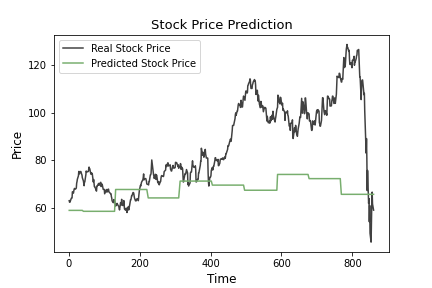 Stock Price Prediction
Real Stock Price
Predicted Stock Price
Price
120
100
80
60
0 200 400 600 800
Time